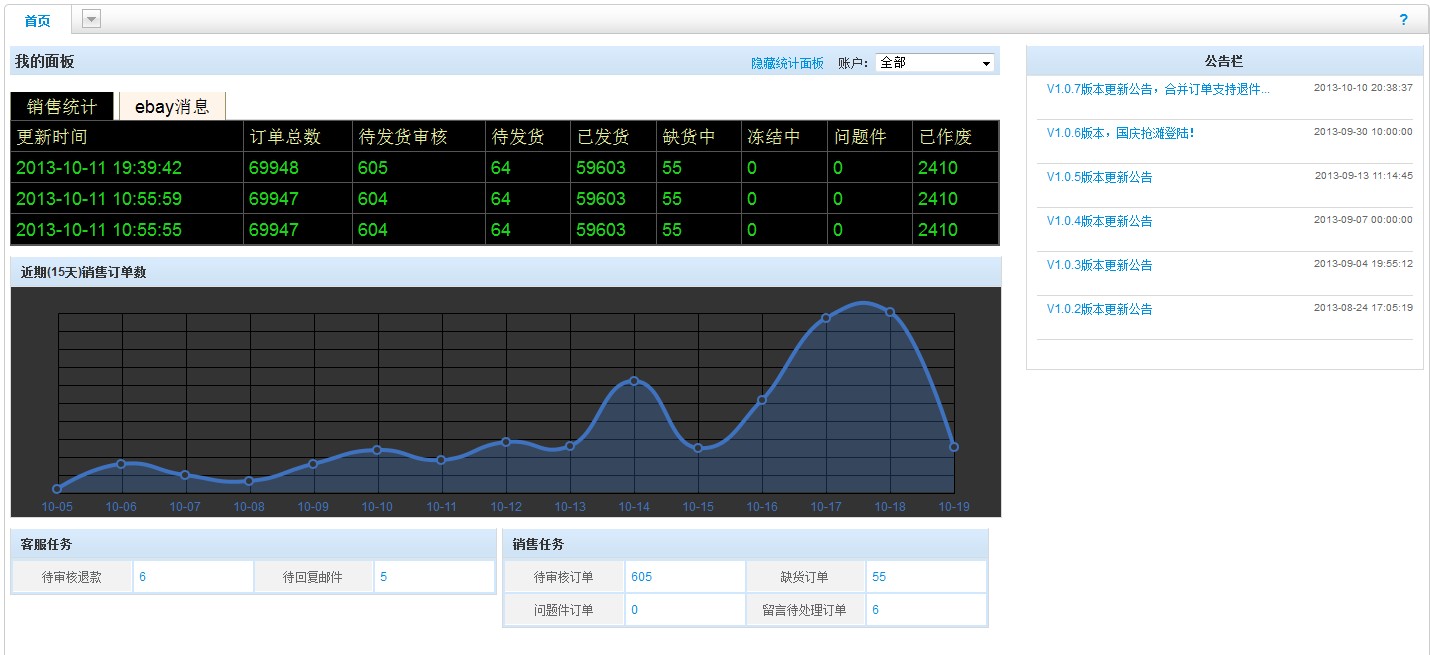 首页 ?
我的面板 隐藏统计面板 账户： 全部
销售统计 ebay消息
更新时间 订单总数 待发货审核 待发货 已发货 缺货中 冻结中 问题件 已作废
2013-10-11 19:39:42 69948 605 64 59603 55 0 0 2410
2013-10-11 10:55:59 69947 604 64 59603 55 0 0 2410
2013-10-11 10:55:55 69947 604 64 59603 55 0 0 2410
近期(15天)销售订单数
10-05 10-06 10-07 10-08 10-09 10-10 10-11 10-12 10-13 10-14 10-15 10-16 10-17 10-18 10-19
客服任务
待审核退款 6 待回复邮件 5
销售任务
待审核订单 605 缺货订单 55
问题件订单 0 留言待处理订单 6
公告栏
V1.0.7版本更新公告，合并订单支持退件... 2013-10-10 20:38:37
V1.0.6版本，国庆抢滩登陆！ 2013-09-30 10:00:00
V1.0.5版本更新公告 2013-09-13 11:14:45
V1.0.4版本更新公告 2013-09-07 00:00:00
V1.0.3版本更新公告 2013-09-04 19:55:12
V1.0.2版本更新公告 2013-08-24 17:05:19